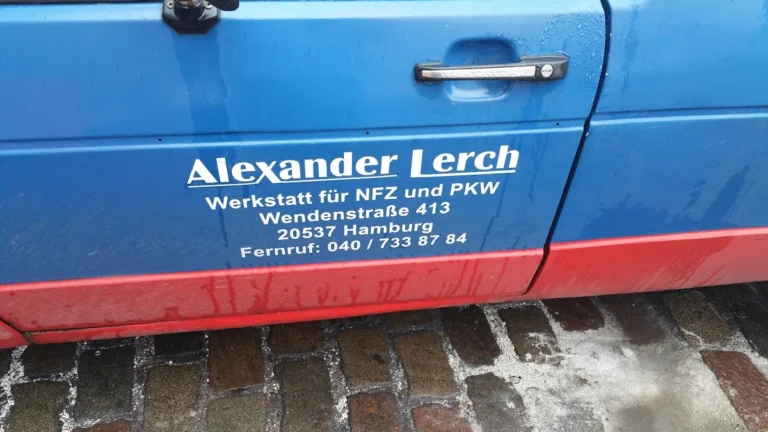 Alexander Lerch
Werkstatt für NFZ und PKW
Wendenstraße 413
20537 Hamburg
Fernruf: 040 / 733 87 84